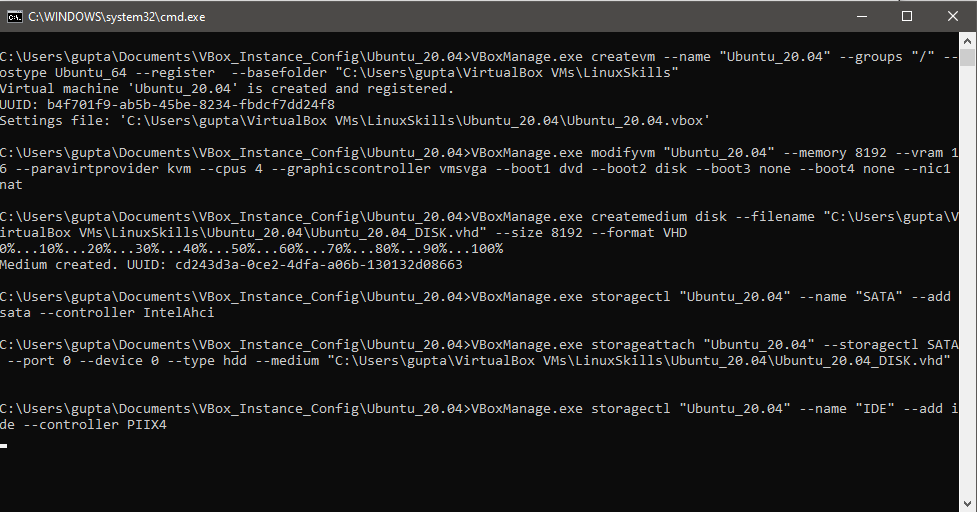 C:\WINDOWS\system32\cmd.exe
C:\Users\gupta\Documents\VBox_Instance_Config\Ubuntu_20.04>VBoxManage.exe createvm --name "Ubuntu_20.04" --groups "/" --
ostype Ubuntu_64 --register  --basefolder "C:\Users\gupta\VirtualBox VMs\LinuxSkills"
Virtual machine 'Ubuntu_20.04' is created and registered.
UUID: b4f701f9-ab5b-45be-8234-fbdcf7dd24f8
Settings file: 'C:\Users\gupta\VirtualBox VMs\LinuxSkills\Ubuntu_20.04\Ubuntu_20.04.vbox'
C:\Users\gupta\Documents\VBox_Instance_Config\Ubuntu_20.04>VBoxManage.exe modifyvm "Ubuntu_20.04" --memory 8192 --vram 1
6 --paravirtprovider kvm --cpus 4 --graphicscontroller vmsvga --boot1 dvd --boot2 disk --boot3 none --boot4 none --nic1
nat
C:\Users\gupta\Documents\VBox_Instance_Config\Ubuntu_20.04>VBoxManage.exe createmedium disk --filename "C:\Users\gupta\V
irtualBox VMs\LinuxSkills\Ubuntu_20.04\Ubuntu_20.04_DISK.vhd" --size 8192 --format VHD
0%...10%...20%...30%...40%...50%...60%...70%...80%...90%...100%
Medium created. UUID: cd243d3a-0ce2-4dfa-a06b-130132d08663
C:\Users\gupta\Documents\VBox_Instance_Config\Ubuntu_20.04>VBoxManage.exe storagectl "Ubuntu_20.04" --name "SATA" --add
sata --controller IntelAhci
C:\Users\gupta\Documents\VBox_Instance_Config\Ubuntu_20.04>VBoxManage.exe storageattach "Ubuntu_20.04" --storagectl SATA
 --port 0 --device 0 --type hdd --medium "C:\Users\gupta\VirtualBox VMs\LinuxSkills\Ubuntu_20.04\Ubuntu_20.04_DISK.vhd"
C:\Users\gupta\Documents\VBox_Instance_Config\Ubuntu_20.04>VBoxManage.exe storagectl "Ubuntu_20.04" --name "IDE" --add i
de --controller PIIX4